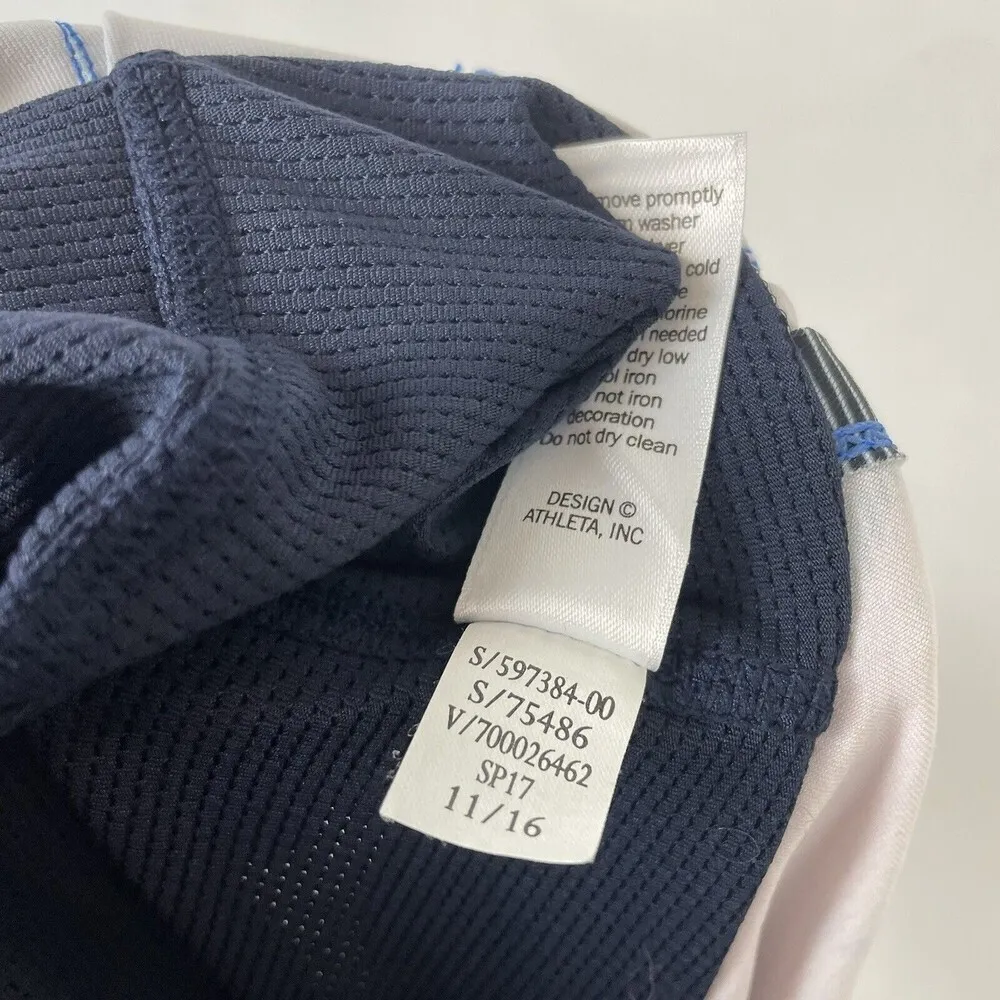 promptly
washer
cold
needed
dry low
iron
not iron
decoration
Do not dry clean
DESIGN ©
ATHLETA, INC
S/597384-00
S/75486
V/700026462
SP17
11/16